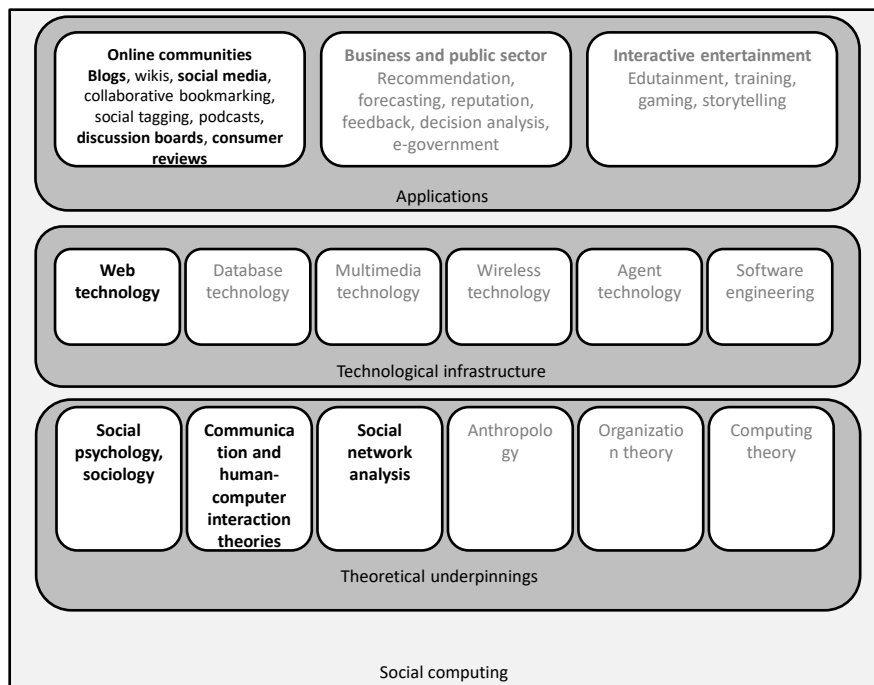 Online communities
Blogs, wikis, social media,
collaborative bookmarking,
social tagging, podcasts,
discussion boards, consumer
reviews
Business and public sector
Recommendation,
forecasting, reputation,
feedback, decision analysis,
e-government
Interactive entertainment
Edutainment, training,
gaming, storytelling
Applications
Web
technology
Database
technology
Multimedia
technology
Wireless
technology
Agent
technology
Software
engineering
Technological infrastructure
Social
psychology,
sociology
Communica
tion and
human-
computer
interaction
theories
Social
network
analysis
Anthropolo
gy
Organizatio
n theory
Computing
theory
Theoretical underpinnings
Social computing